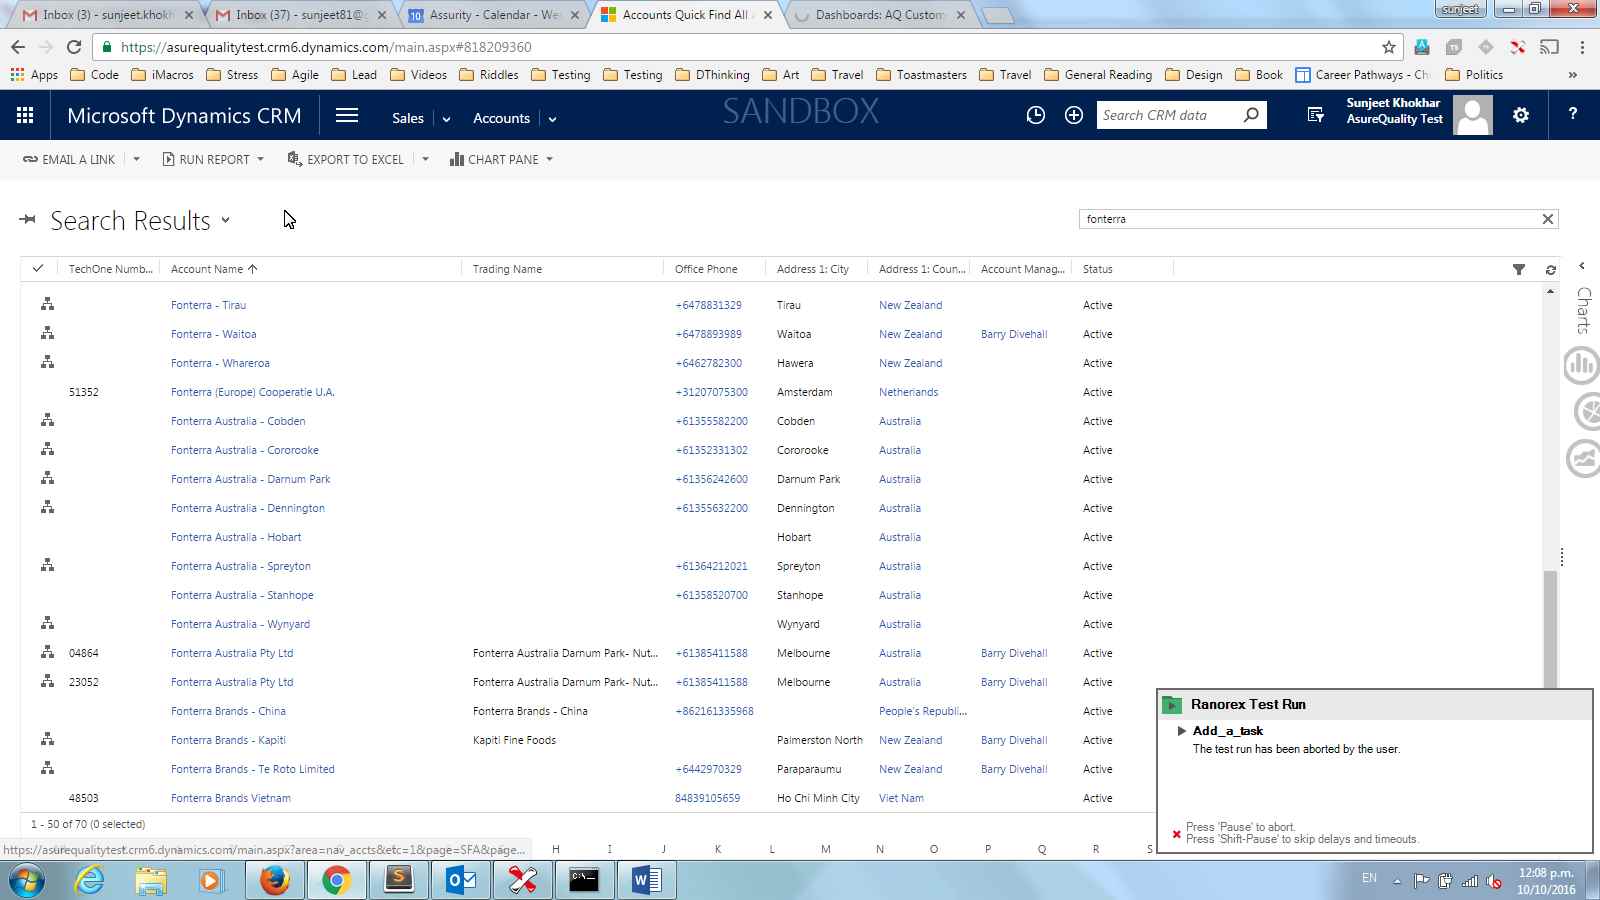 Inbox (3) - sunjeet.khokh
Inbox (37) - sunjeet81@g
10 Assurity - Calendar - We
Accounts Quick Find All
Dashboards: AQ Custom
sunjeet
https://asurequalitytest.crm6.dynamics.com/main.aspx#818209360
Apps Code iMacros Stress Agile Lead Videos Riddles Testing Testing DThinking Art Travel Toastmasters Travel General Reading Design Book Career Pathways - Ch Politics »
Microsoft Dynamics CRM Sales Accounts SANDBOX Search CRM data
Sunjeet Khokhar
AsureQuality Test
?
EMAIL A LINK RUN REPORT EXPORT TO EXCEL CHART PANE
Search Results
fonterra
TechOne Numb... Account Name Trading Name Office Phone Address 1: City Address 1: Coun... Account Manag... Status
Charts
Fonterra - Tirau +6478831329 Tirau New Zealand Active
Fonterra - Waitoa +6478893989 Waitoa New Zealand Barry Divehall Active
Fonterra - Whareroa +6462782300 Hawera New Zealand Active
51352 Fonterra (Europe) Cooperatie U.A. +31207075300 Amsterdam Netherlands Active
Fonterra Australia - Cobden +61355582200 Cobden Australia Active
Fonterra Australia - Cororooke +61352331302 Cororooke Australia Active
Fonterra Australia - Darnum Park +61356242600 Darnum Park Australia Active
Fonterra Australia - Dennington +61355632200 Dennington Australia Active
Fonterra Australia - Hobart Hobart Australia Active
Fonterra Australia - Spreyton +61364212021 Spreyton Australia Active
Fonterra Australia - Stanhope +61358520700 Stanhope Australia Active
Fonterra Australia - Wynyard Wynyard Australia Active
04864 Fonterra Australia Pty Ltd Fonterra Australia Darnum Park- Nut... +61385411588 Melbourne Australia Barry Divehall Active
23052 Fonterra Australia Pty Ltd Fonterra Australia Darnum Park- Nut... +61385411588 Melbourne Australia Barry Divehall Active
Fonterra Brands - China Fonterra Brands - China +862161335968 People's Republi... Active
Fonterra Brands - Kapiti Kapiti Fine Foods Palmerston North New Zealand Barry Divehall Active
Fonterra Brands - Te Roto Limited +6442970329 Paraparaumu New Zealand Barry Divehall Active
48503 Fonterra Brands Vietnam 84839105659 Ho Chi Minh City Viet Nam Active
1 - 50 of 70 (0 selected)
https://asurequalitytest.crm6.dynamics.com/main.aspx?area=nav_accts&etc=1&page=SFA&page...
H I J K L M N O P Q R S
Ranorex Test Run
Add_a_task
The test run has been aborted by the user.
Press 'Pause' to abort.
Press 'Shift-Pause' to skip delays and timeouts.
EN
12:08 p.m.
10/10/2016